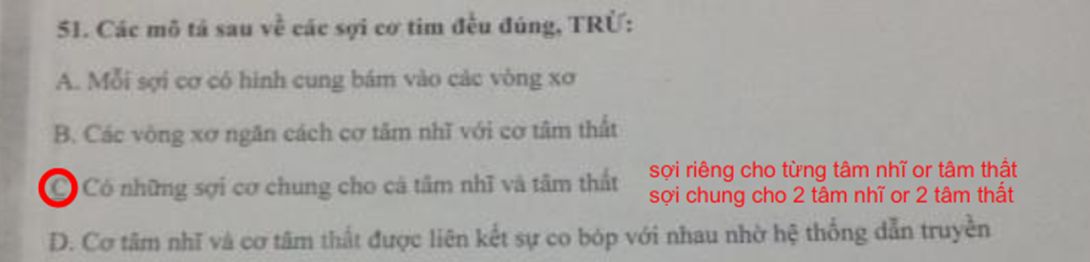 51. Các mô tả sau về các sợi cơ tim đều đúng, TRỪ:
A. Mỗi sợi cơ có hình cung bám vào các vòng xơ
B. Các vòng xơ ngăn cách cơ tâm nhĩ với cơ tâm thất
C Có những sợi cơ chung cho cả tâm nhĩ và tâm thất
sợi riêng cho từng tâm nhĩ or tâm thất
sợi chung cho 2 tâm nhĩ or 2 tâm thất
D. Cơ tâm nhĩ và cơ tâm thất được liên kết sự co bóp với nhau nhờ hệ thống dẫn truyền